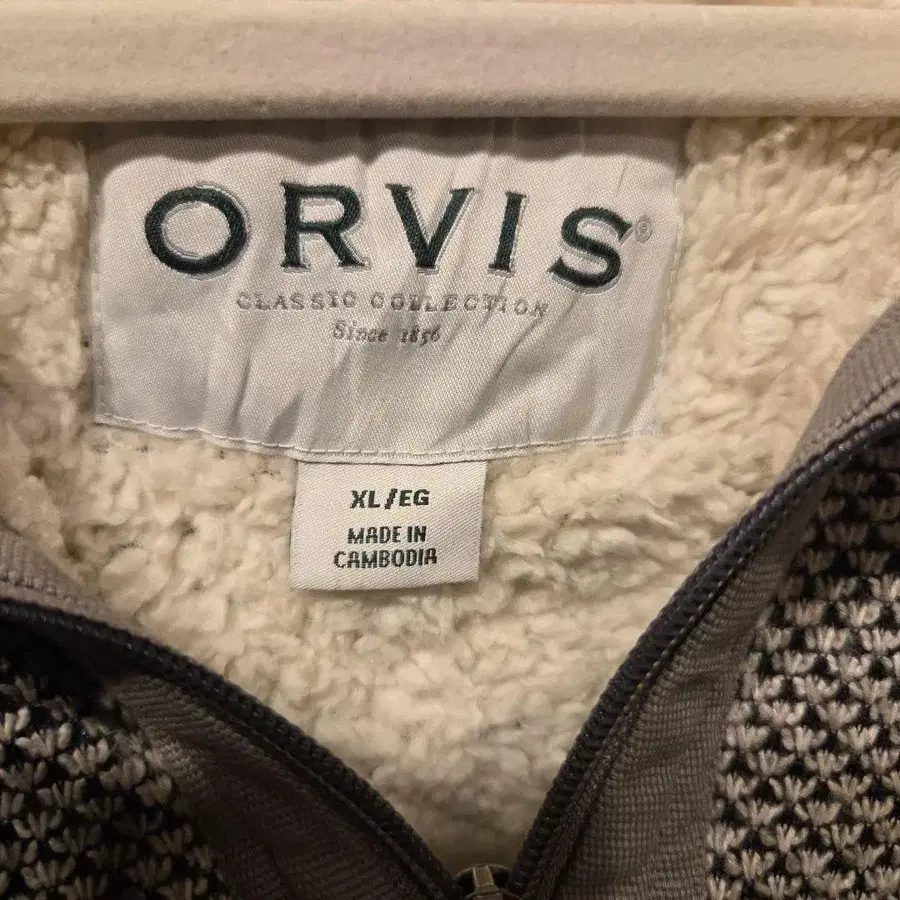 ORVIS®
CLASSIC COLLECTION
Since 1856
XL/EG
MADE IN
CAMBODIA